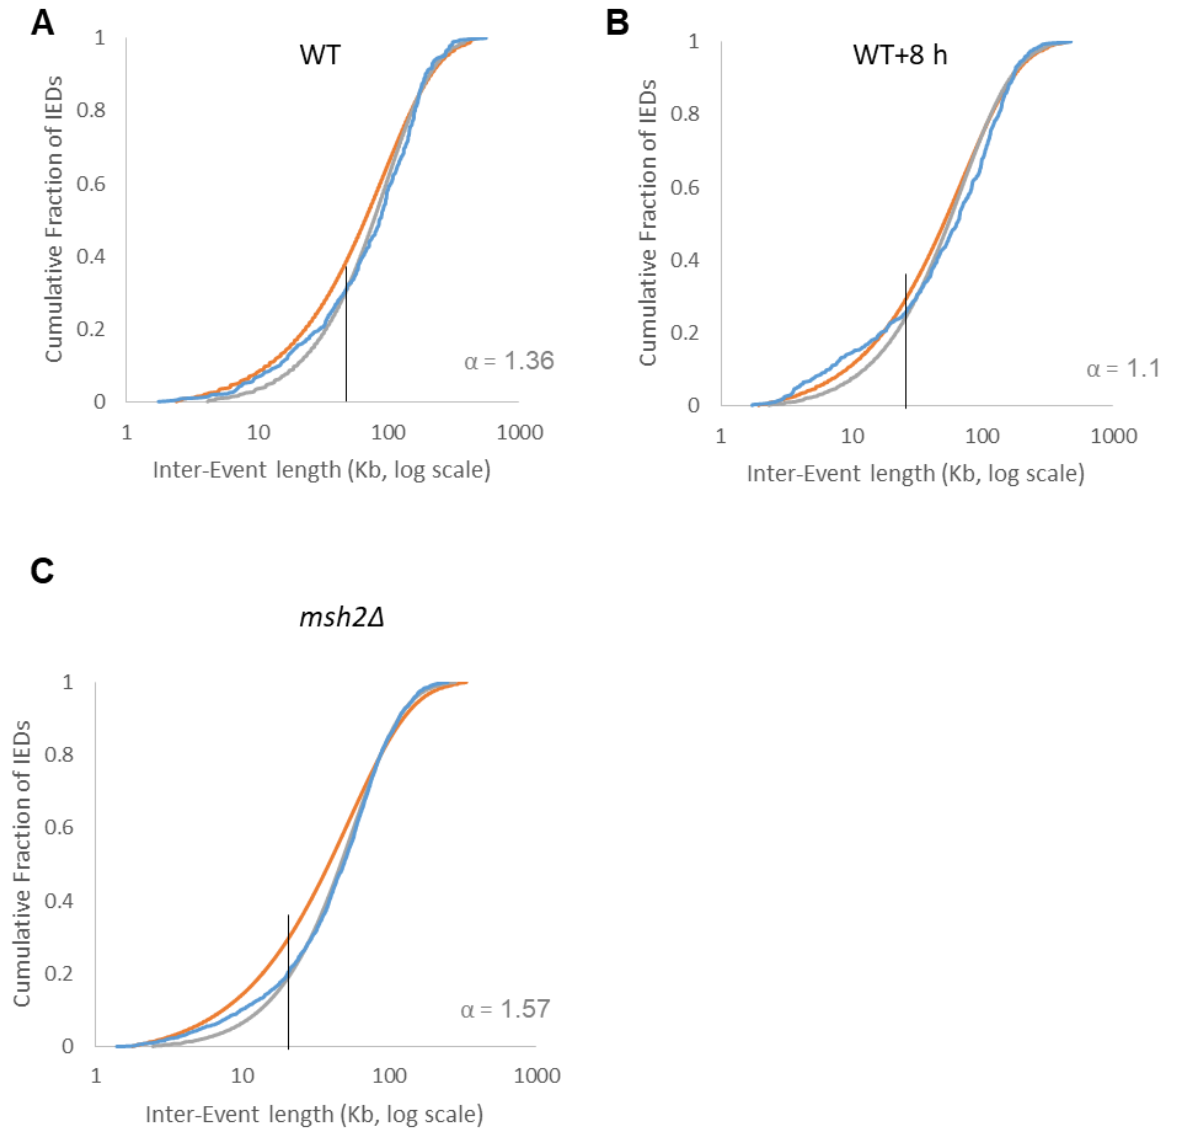 A
WT
Cumulative Fraction of IEDs
1
0.8
0.6
0.4
0.2
0
α = 1.36
1 10 100 1000
Inter-Event length (Kb, log scale)
B
WT+8 h
Cumulative Fraction of IEDs
1
0.8
0.6
0.4
0.2
0
α = 1.1
1 10 100 1000
Inter-Event length (Kb, log scale)
C
msh2Δ
Cumulative Fraction of IEDs
1
0.8
0.6
0.4
0.2
0
α = 1.57
1 10 100 1000
Inter-Event length (Kb, log scale)